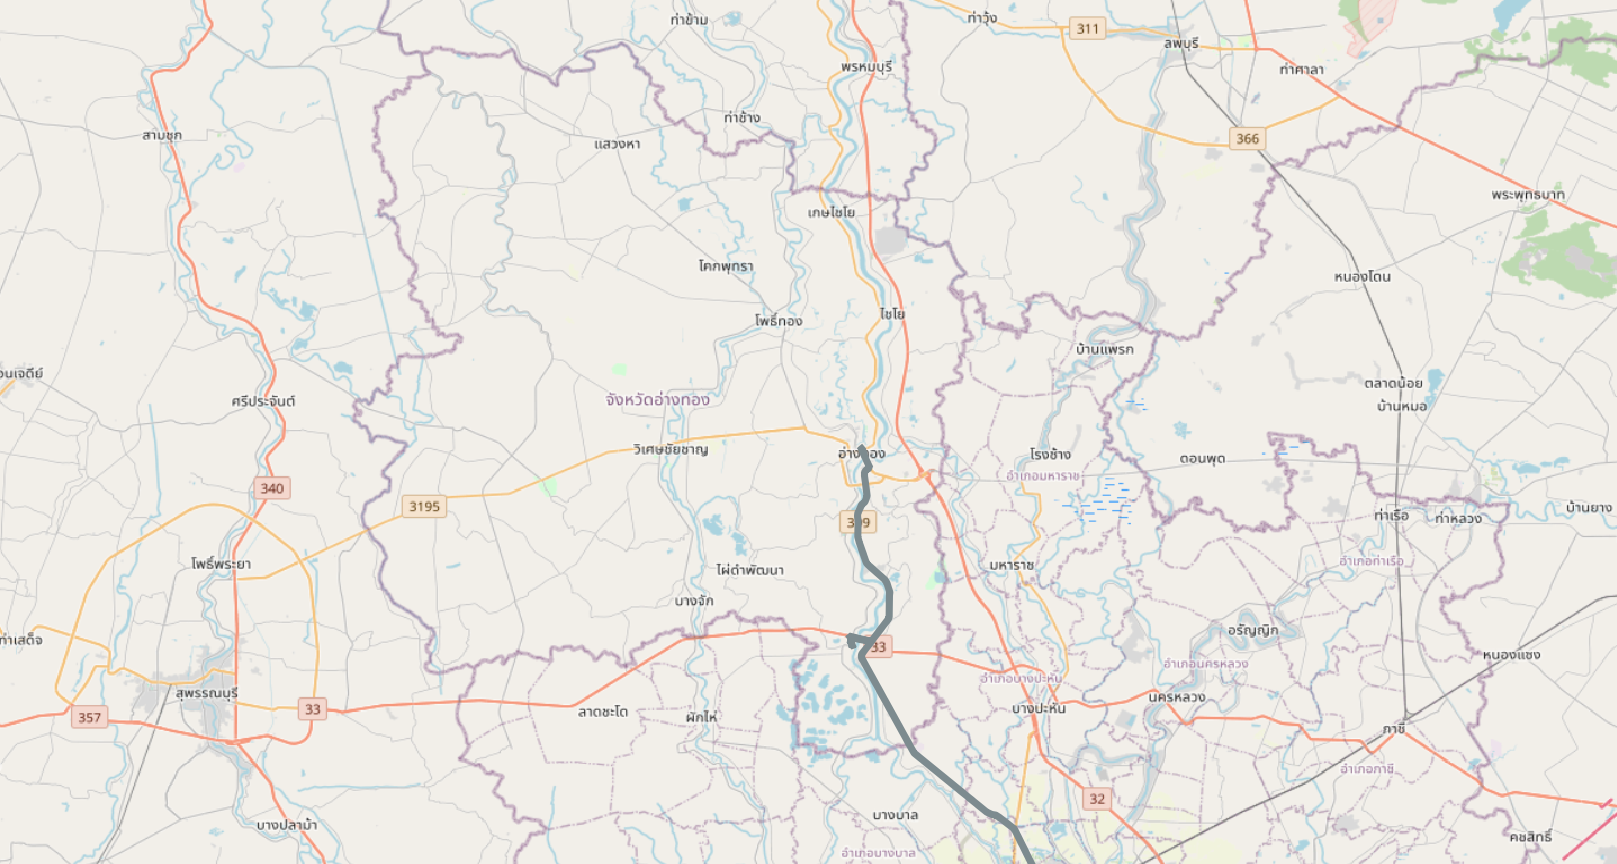 ท่าข้าม
ท่าวุ้ง
311
ลพบุรี
พรหมบุรี
ท่าศาลา
ท่าช้าง
สามชุก
แสวงหา
366
พระพุทธบาท
เกษไชโย
โคกพุทรา
หนองโดน
ไชโย
โพธิ์ทอง
บ้านแพรก
อนเจดีย์
ตลาดน้อย
ศรีประจันต์
จังหวัดอ่างทอง
บ้านหมอ
วิเศษชัยชาญ
โรงช้าง
ดอนพุด
อำเภอมหาราช
340
3195
บ้านยาง
ท่าเรือ
ท่าหลวง
309
โพธิ์พระยา
ไผ่ดำพัฒนา
มหาราช
อำเภอท่าเรือ
บางจัก
ท่าเสด็จ
อรัญญิก
33
หนองแซง
อำเภอนครหลวง
อำเภอบางปะหัน
สุพรรณบุรี
นครหลวง
357
33
ลาดชะโด
ผักไห่
บางปะหัน
ภาชี
อำเภอภาชี
32
บางปลาม้า
บางบาล
คชสิทธิ์
อำเภอบางบาล